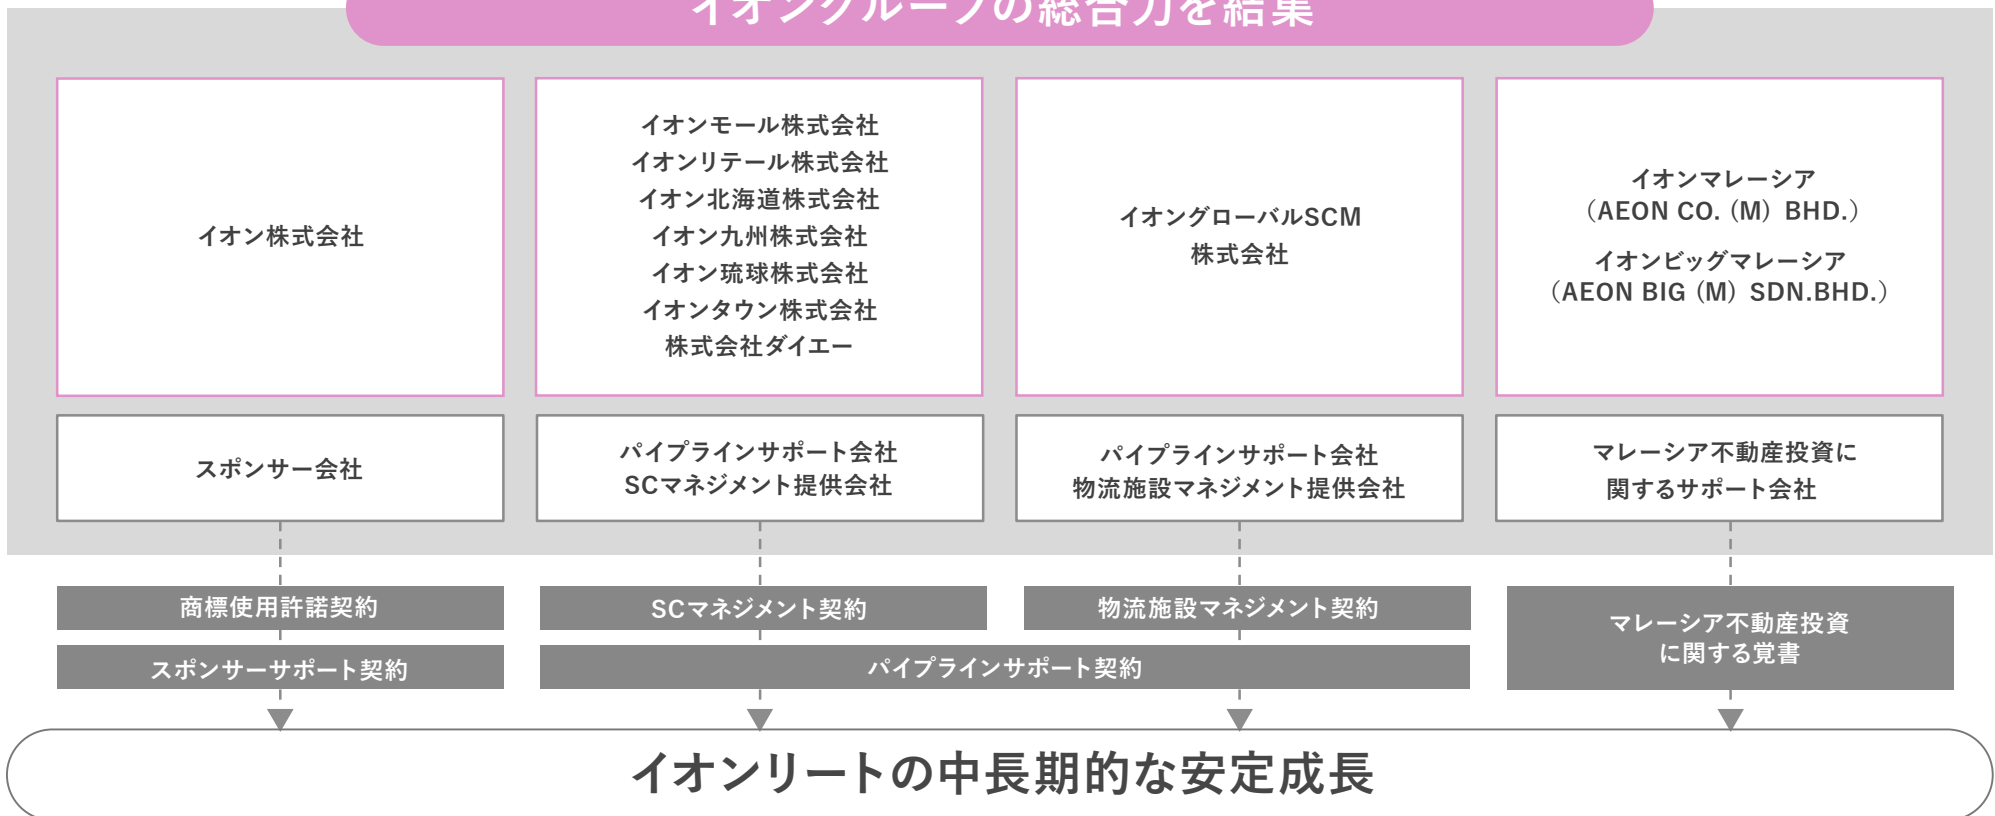 イオングループの総合力を結集
イオン株式会社
イオンモール株式会社
イオンリテール株式会社
イオン北海道株式会社
イオン九州株式会社
イオン琉球株式会社
イオンタウン株式会社
株式会社ダイエー
イオングローバルSCM
株式会社
イオンマレーシア
（AEON CO. (M) BHD.）
イオンビッグマレーシア
（AEON BIG (M) SDN.BHD.）
スポンサー会社
パイプラインサポート会社
SCマネジメント提供会社
パイプラインサポート会社
物流施設マネジメント提供会社
マレーシア不動産投資に
関するサポート会社
商標使用許諾契約
SCマネジメント契約
物流施設マネジメント契約
マレーシア不動産投資
に関する覚書
スポンサーサポート契約
パイプラインサポート契約
イオンリートの中長期的な安定成長